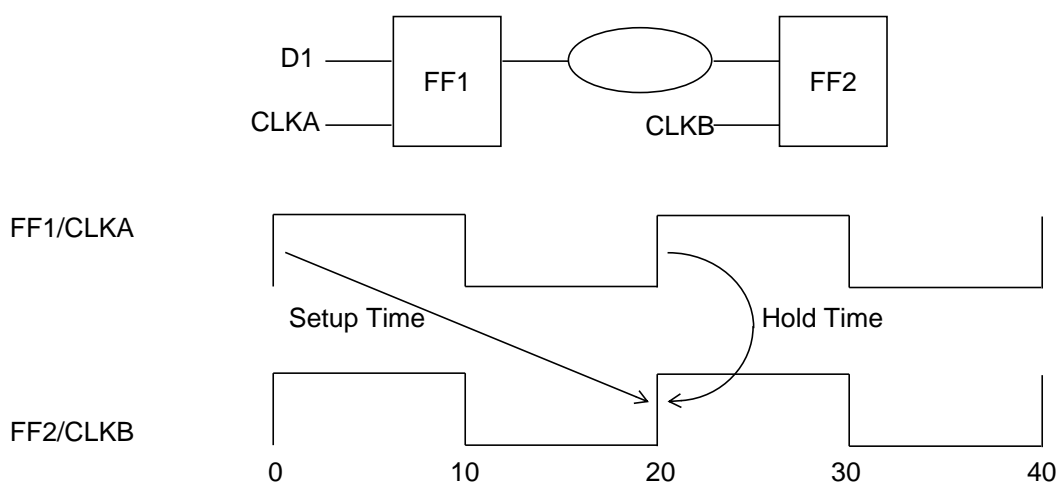 D1
FF1
FF2
CLKA
CLKB
FF1/CLKA
Setup Time
Hold Time
FF2/CLKB
0 10 20 30 40